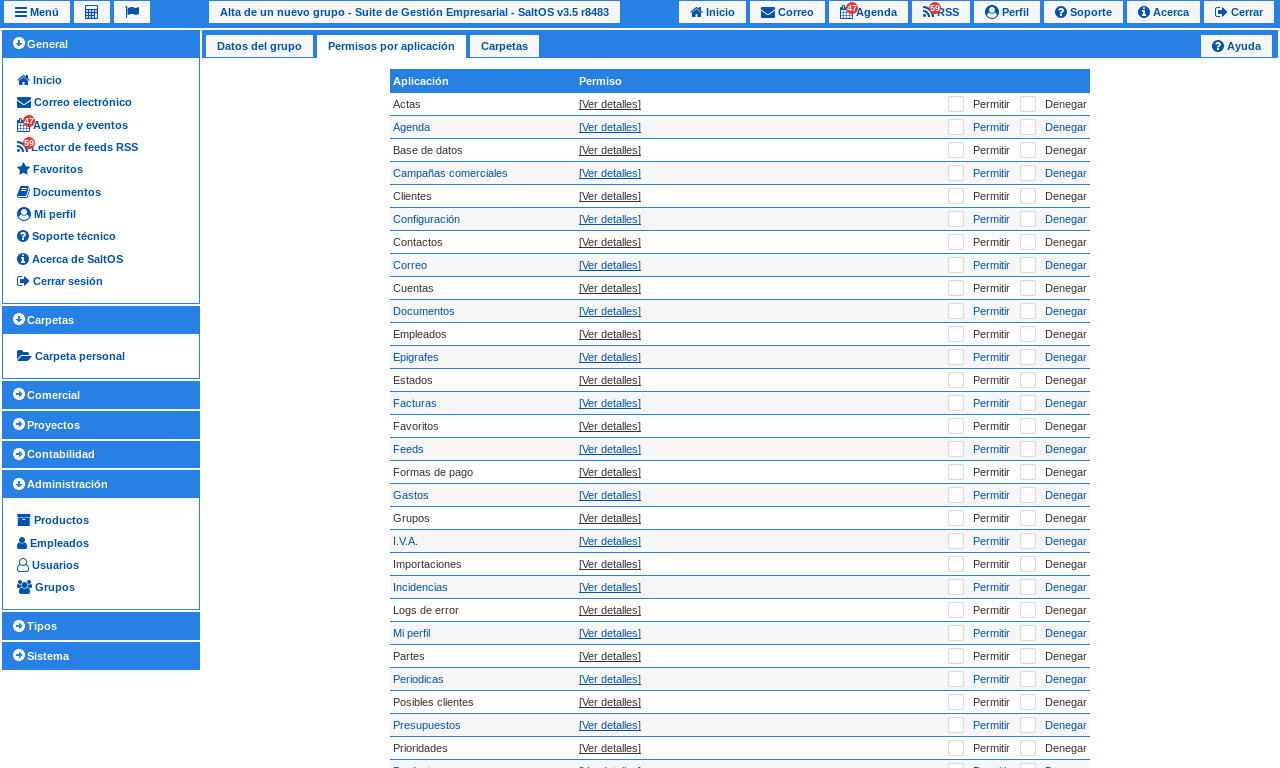 Menú
Alta de un nuevo grupo - Suite de Gestión Empresarial - SaltOS v3.5 r8483
Inicio
Correo
47
Agenda
59
RSS
Perfil
Soporte
Acerca
Cerrar
General
Inicio
Correo electrónico
47
Agenda y eventos
59
Lector de feeds RSS
Favoritos
Documentos
Mi perfil
Soporte técnico
Acerca de SaltOS
Cerrar sesión
Carpetas
Carpeta personal
Comercial
Proyectos
Contabilidad
Administración
Productos
Empleados
Usuarios
Grupos
Tipos
Sistema
Datos del grupo
Permisos por aplicación
Carpetas
Ayuda
Aplicación Permiso
Actas [Ver detalles] Permitir Denegar
Agenda [Ver detalles] Permitir Denegar
Base de datos [Ver detalles] Permitir Denegar
Campañas comerciales [Ver detalles] Permitir Denegar
Clientes [Ver detalles] Permitir Denegar
Configuración [Ver detalles] Permitir Denegar
Contactos [Ver detalles] Permitir Denegar
Correo [Ver detalles] Permitir Denegar
Cuentas [Ver detalles] Permitir Denegar
Documentos [Ver detalles] Permitir Denegar
Empleados [Ver detalles] Permitir Denegar
Epigrafes [Ver detalles] Permitir Denegar
Estados [Ver detalles] Permitir Denegar
Facturas [Ver detalles] Permitir Denegar
Favoritos [Ver detalles] Permitir Denegar
Feeds [Ver detalles] Permitir Denegar
Formas de pago [Ver detalles] Permitir Denegar
Gastos [Ver detalles] Permitir Denegar
Grupos [Ver detalles] Permitir Denegar
I.V.A. [Ver detalles] Permitir Denegar
Importaciones [Ver detalles] Permitir Denegar
Incidencias [Ver detalles] Permitir Denegar
Logs de error [Ver detalles] Permitir Denegar
Mi perfil [Ver detalles] Permitir Denegar
Partes [Ver detalles] Permitir Denegar
Periodicas [Ver detalles] Permitir Denegar
Posibles clientes [Ver detalles] Permitir Denegar
Presupuestos [Ver detalles] Permitir Denegar
Prioridades [Ver detalles] Permitir Denegar